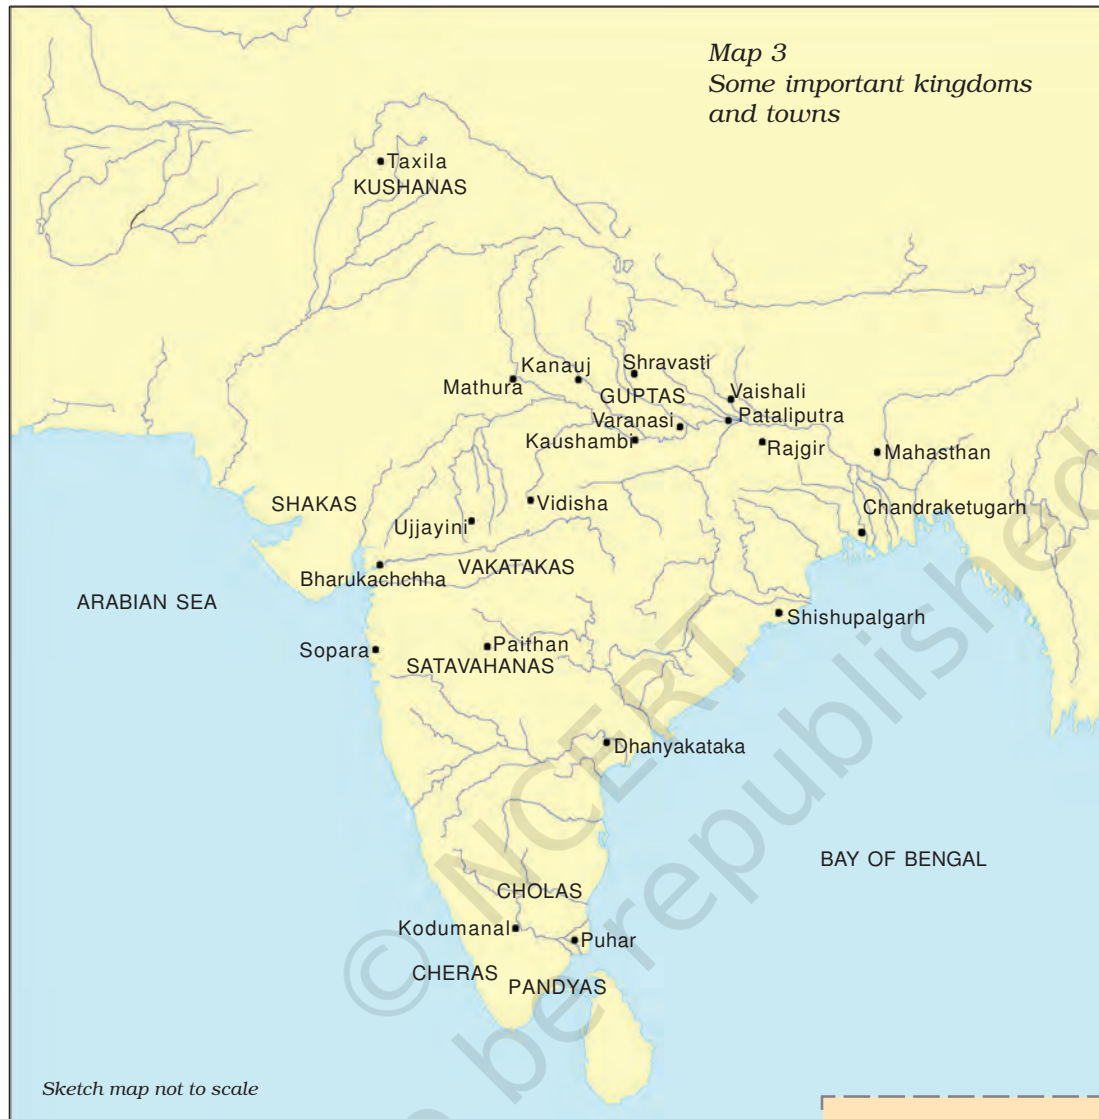 Map 3
Some important kingdoms
and towns
Taxila
KUSHANAS
Kanauj
Shravasti
Mathura
GUPTAS
Vaishali
Varanasi
Pataliputra
Kaushambi
Rajgir
Mahasthan
SHAKAS
Vidisha
Chandraketugarh
Ujjayini
VAKATAKAS
Bharukachchha
ARABIAN SEA
Shishupalgarh
Sopara
Paithan
SATAVAHANAS
Dhanyakataka
BAY OF BENGAL
CHOLAS
Kodumanal
Puhar
CHERAS
PANDYAS
Sketch map not to scale
© NCERT
be republished